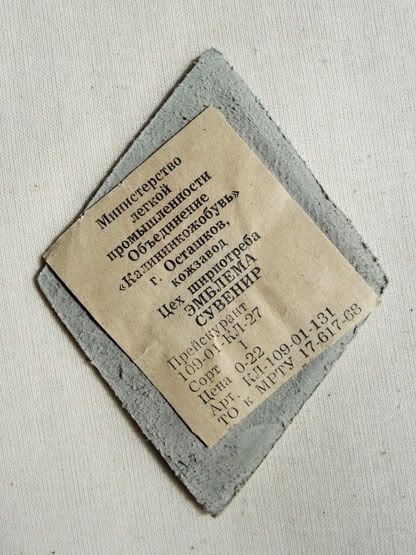 Министерство
легкой
промышленности
Объединение
«Калининкожобувь»
г. Осташков,
кожзавод
Цех ширпотреба
ЭМБЛЕМА
СУВЕНИР
Прейскурант
109-01-КЛ-27
Сорт I
Цена 0-22
Арт. КЛ-109-01-131
ТО к МРТУ 17-617-68